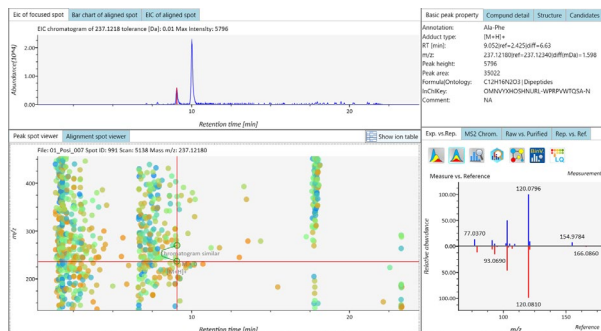 Eic of focused spot
Bar chart of aligned spot
EIC of aligned spot
EIC chromatogram of 237.1218 tolerance [Da]: 0.01 Max Intensity: 5796
Abundance
2.00
1.00
0.00
10
20
Retention time [min]
Peak spot viewer
Alignment spot viewer
Show ion table
File: 01_Posi_007 Spot ID: 991 Scan: 5158 Mass m/z: 237.12180
m/z
400
300
200
Chromatogram similar
10
20
Retention time [min]
Basic peak property
Compund detail
Structure
Candidates
Annotation: Ala-Phe
Adduct type: [M+H]+
RT [min]: 9.052|ref=2.425|diff=6.63
m/z: 237.12180|ref=237.12340|diff(mDa)=1.598
Peak height: 5796
Peak area: 35022
Formula|Ontology: C12H16N2O3|Dipeptides
InChIKey: OMNVYXHOSHNURL-WPRPVWTQSA-N
Comment: NA
Exp. vs.Rep.
MS2 Chrom.
Raw vs. Purified
Rep. vs. Ref.
Measure vs. Reference
Measurement
Relative abundance
100.00
50.00
0.00
50.00
100.00
120.0796
77.0370
154.9784
93.0690
166.0860
120.0810
100
150
m/z
Reference